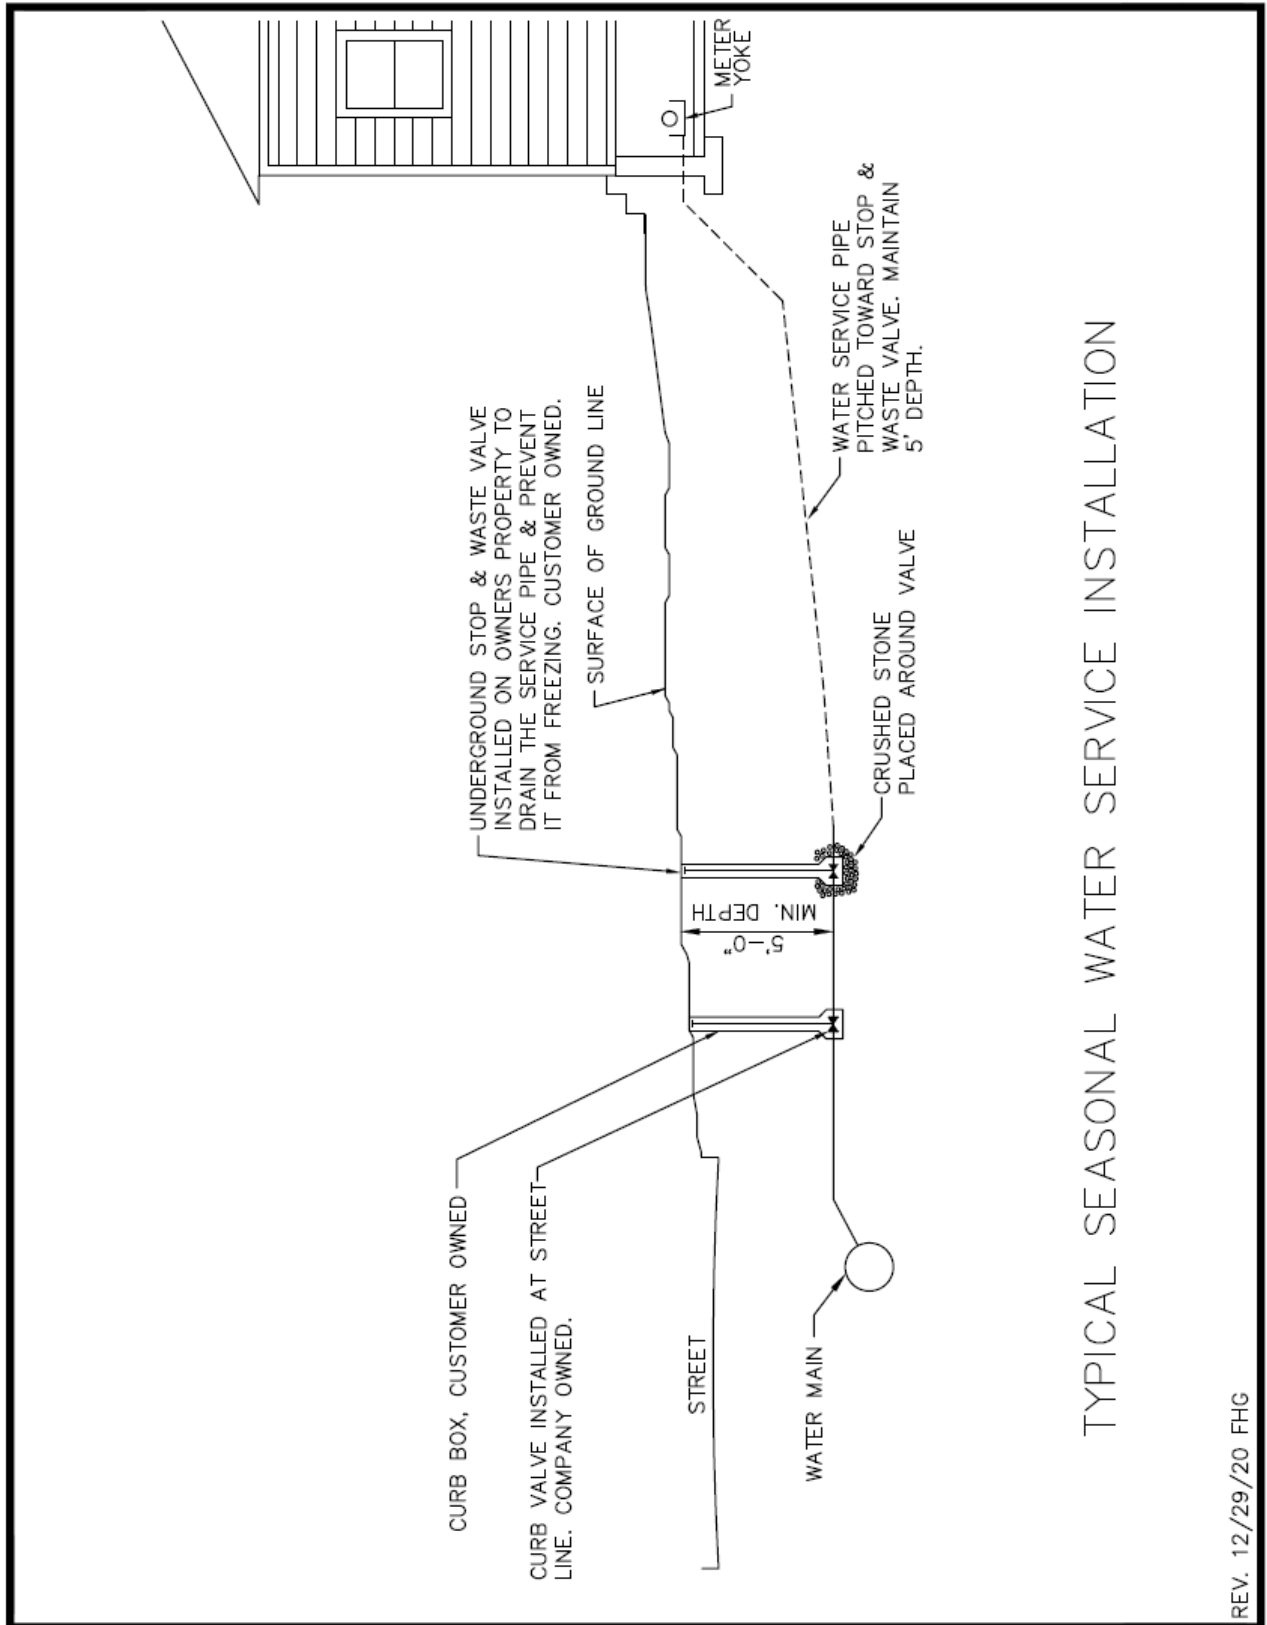 METER
YOKE
UNDERGROUND STOP & WASTE VALVE
INSTALLED ON OWNERS PROPERTY TO
DRAIN THE SERVICE PIPE & PREVENT
IT FROM FREEZING. CUSTOMER OWNED.
SURFACE OF GROUND LINE
CURB BOX, CUSTOMER OWNED
CURB VALVE INSTALLED AT STREET
LINE. COMPANY OWNED.
STREET
5'-0"
MIN. DEPTH
WATER SERVICE PIPE
PITCHED TOWARD STOP &
WASTE VALVE. MAINTAIN
5' DEPTH.
CRUSHED STONE
PLACED AROUND VALVE
WATER MAIN
TYPICAL SEASONAL WATER SERVICE INSTALLATION
REV. 12/29/20 FHG